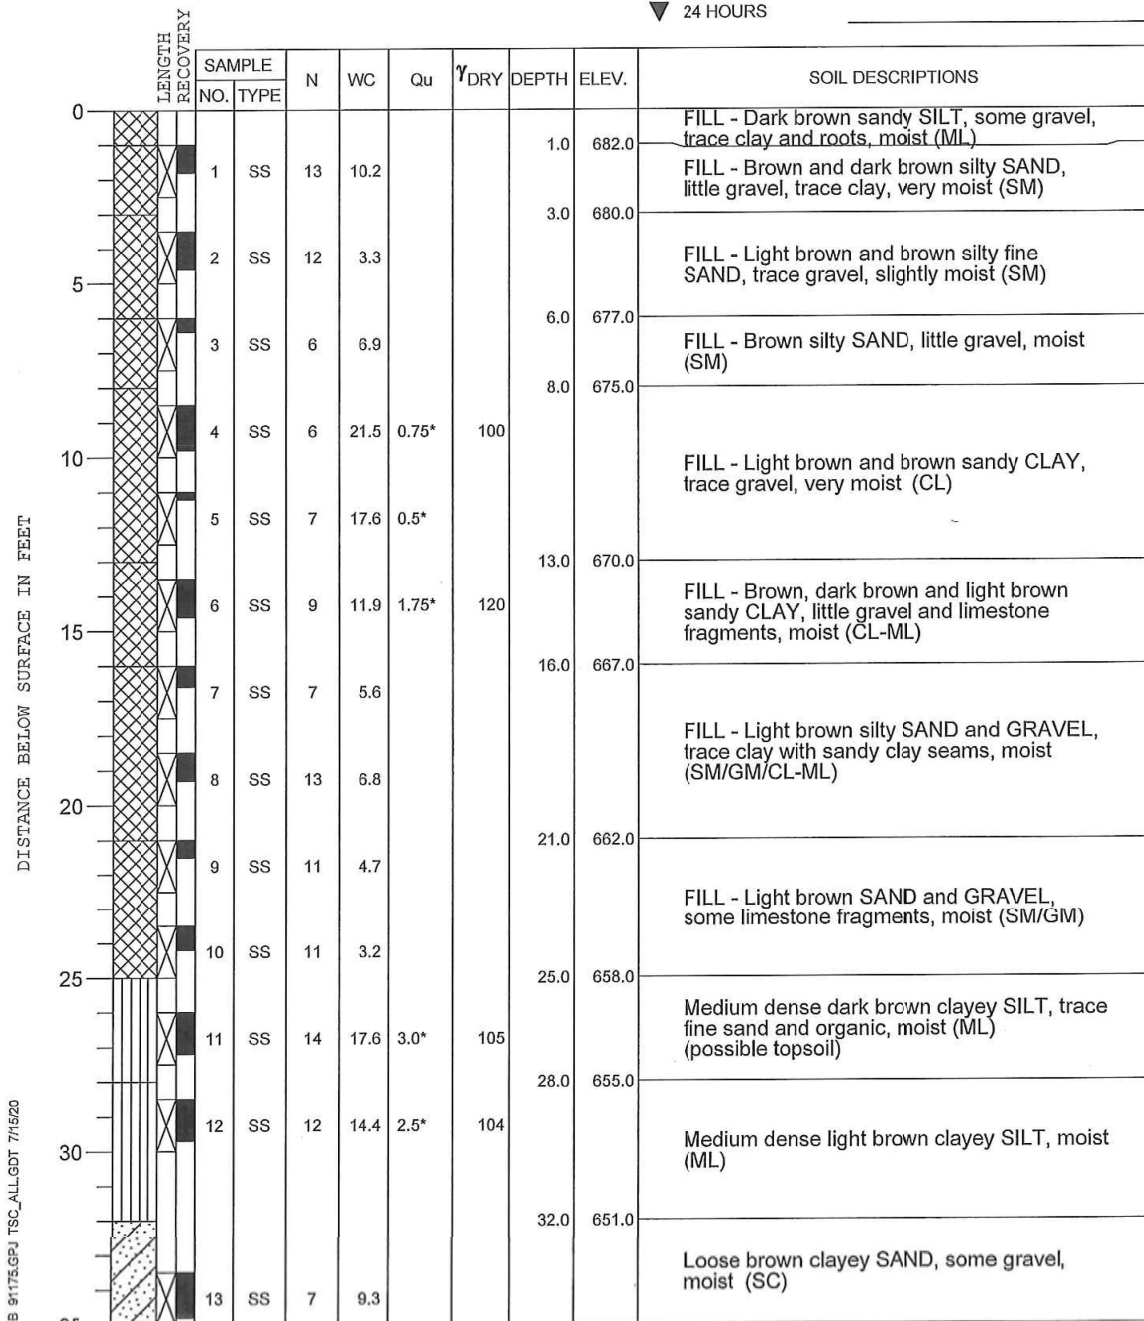 ▼ 24 HOURS
LENGTH
RECOVERY
SAMPLE
NO. TYPE N WC Qu γDRY DEPTH ELEV. SOIL DESCRIPTIONS
0
FILL - Dark brown sandy SILT, some gravel,
trace clay and roots, moist (ML)
1.0 682.0
1 SS 13 10.2
FILL - Brown and dark brown silty SAND,
little gravel, trace clay, very moist (SM)
3.0 680.0
2 SS 12 3.3
FILL - Light brown and brown silty fine
SAND, trace gravel, slightly moist (SM)
5
6.0 677.0
3 SS 6 6.9
FILL - Brown silty SAND, little gravel, moist
(SM)
8.0 675.0
4 SS 6 21.5 0.75* 100
10
FILL - Light brown and brown sandy CLAY,
trace gravel, very moist (CL)
5 SS 7 17.6 0.5*
13.0 670.0
6 SS 9 11.9 1.75* 120
FILL - Brown, dark brown and light brown
sandy CLAY, little gravel and limestone
fragments, moist (CL-ML)
15
16.0 667.0
7 SS 7 5.6
FILL - Light brown silty SAND and GRAVEL,
trace clay with sandy clay seams, moist
(SM/GM/CL-ML)
8 SS 13 6.8
20
21.0 662.0
9 SS 11 4.7
FILL - Light brown SAND and GRAVEL,
some limestone fragments, moist (SM/GM)
10 SS 11 3.2
25
25.0 658.0
11 SS 14 17.6 3.0* 105
Medium dense dark brown clayey SILT, trace
fine sand and organic, moist (ML)
(possible topsoil)
28.0 655.0
12 SS 12 14.4 2.5* 104
30
Medium dense light brown clayey SILT, moist
(ML)
32.0 651.0
Loose brown clayey SAND, some gravel,
moist (SC)
13 SS 7 9.3
DISTANCE BELOW SURFACE IN FEET
B 91175.GPJ TSC_ALL.GDT 7/15/20